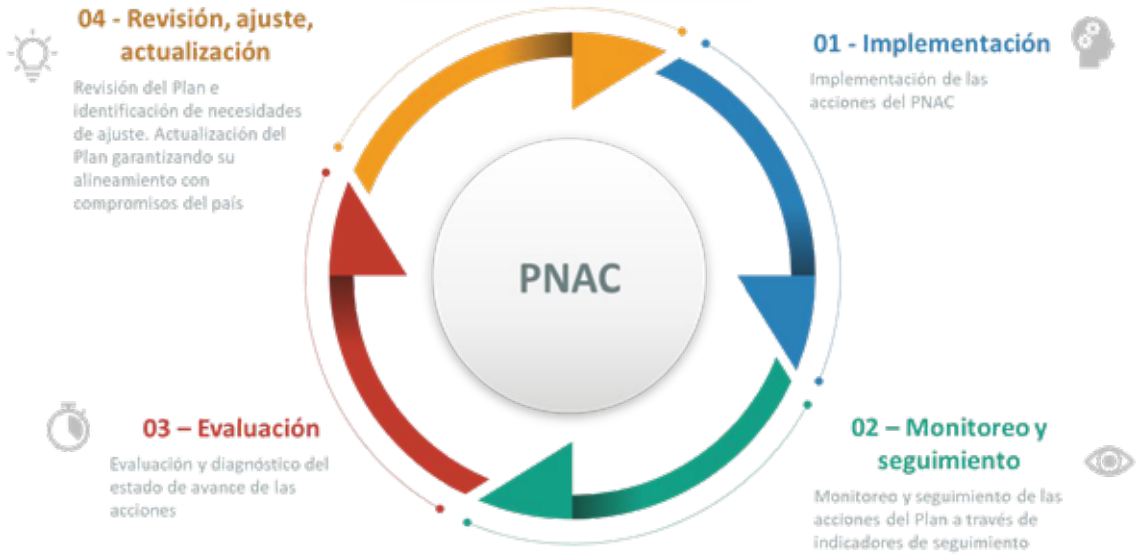 04 - Revisión, ajuste,
actualización
Revisión del Plan e
identificación de necesidades
de ajuste. Actualización del
Plan garantizando su
alineamiento con
compromisos del país
01 - Implementación
Implementación de las
acciones del PNAC
PNAC
03 – Evaluación
Evaluación y diagnóstico del
estado de avance de las
acciones
02 – Monitoreo y
seguimiento
Monitoreo y seguimiento de las
acciones del Plan a través de
indicadores de seguimiento